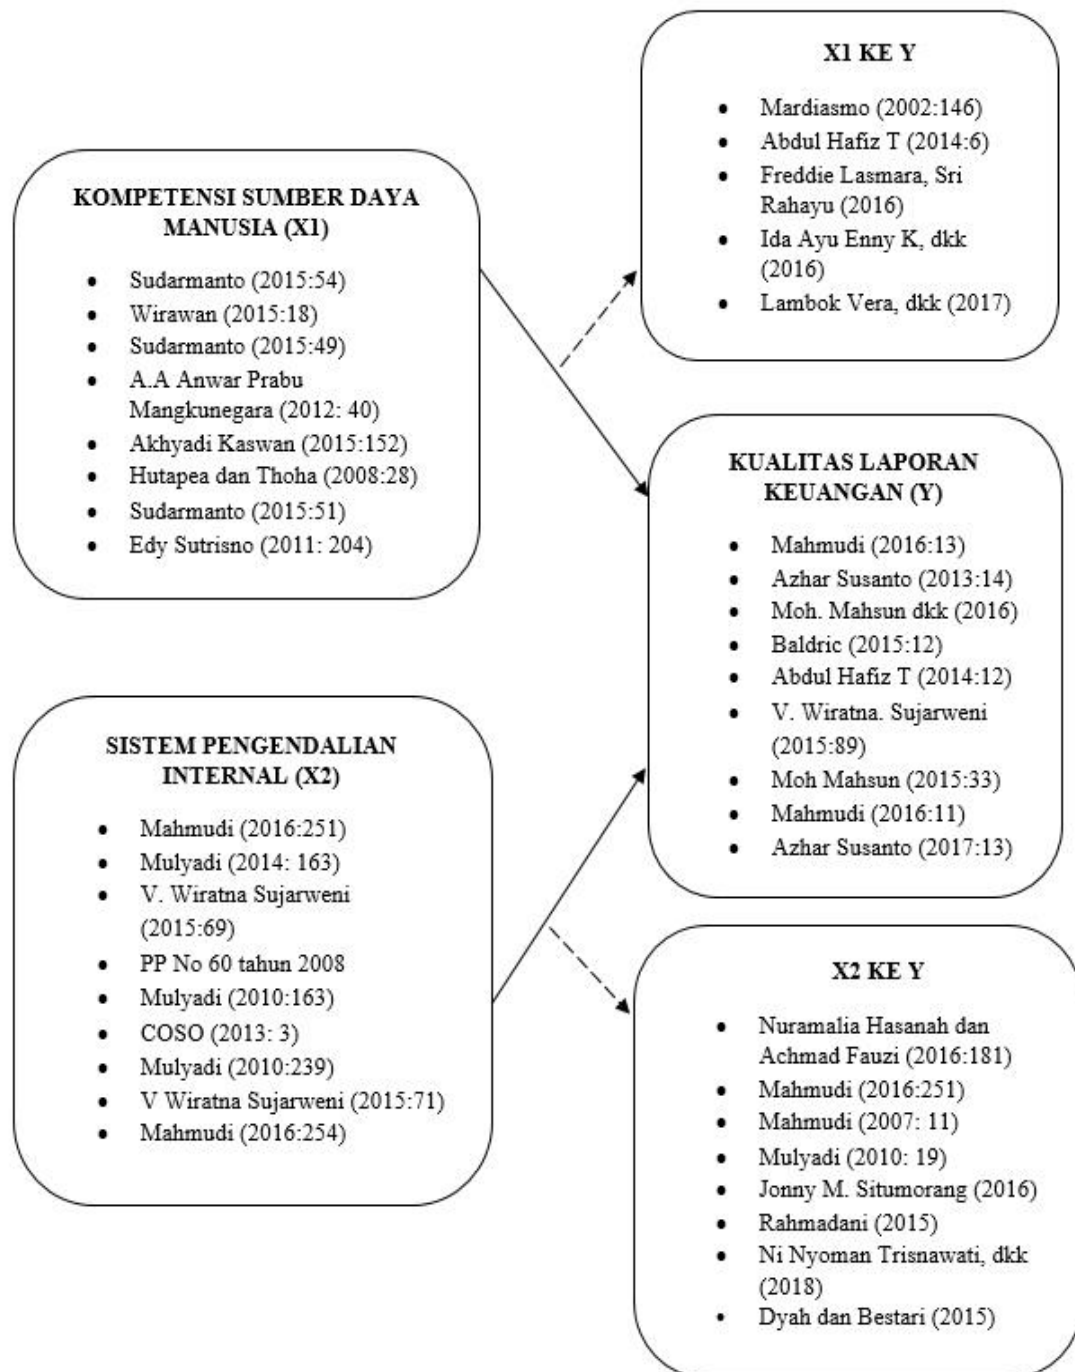 X1 KE Y
• Mardiasmo (2002:146)
• Abdul Hafiz T (2014:6)
• Freddie Lasmara, Sri
Rahayu (2016)
• Ida Ayu Enny K, dkk
(2016)
• Lambok Vera, dkk (2017)
KOMPETENSI SUMBER DAYA
MANUSIA (X1)
• Sudarmanto (2015:54)
• Wirawan (2015:18)
• Sudarmanto (2015:49)
• A.A Anwar Prabu
Mangkunegara (2012: 40)
• Akhyadi Kaswan (2015:152)
• Hutapea dan Thoha (2008:28)
• Sudarmanto (2015:51)
• Edy Sutrisno (2011: 204)
KUALITAS LAPORAN
KEUANGAN (Y)
• Mahmudi (2016:13)
• Azhar Susanto (2013:14)
• Moh. Mahsun dkk (2016)
• Baldric (2015:12)
• Abdul Hafiz T (2014:12)
• V. Wiratna. Sujarweni
(2015:89)
• Moh Mahsun (2015:33)
• Mahmudi (2016:11)
• Azhar Susanto (2017:13)
SISTEM PENGENDALIAN
INTERNAL (X2)
• Mahmudi (2016:251)
• Mulyadi (2014: 163)
• V. Wiratna Sujarweni
(2015:69)
• PP No 60 tahun 2008
• Mulyadi (2010:163)
• COSO (2013: 3)
• Mulyadi (2010:239)
• V Wiratna Sujarweni (2015:71)
• Mahmudi (2016:254)
X2 KE Y
• Nuramalia Hasanah dan
Achmad Fauzi (2016:181)
• Mahmudi (2016:251)
• Mahmudi (2007: 11)
• Mulyadi (2010: 19)
• Jonny M. Situmorang (2016)
• Rahmadani (2015)
• Ni Nyoman Trisnawati, dkk
(2018)
• Dyah dan Bestari (2015)